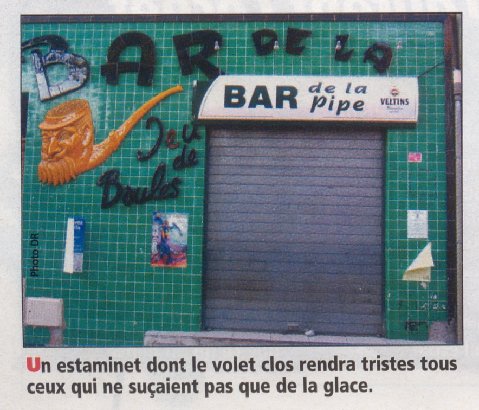 BAR DE LA
BAR de la Pipe
VELTINS
Jeu
de
Boules
Photo DR
Un estaminet dont le volet clos rendra tristes tous
ceux qui ne suçaient pas que de la glace.